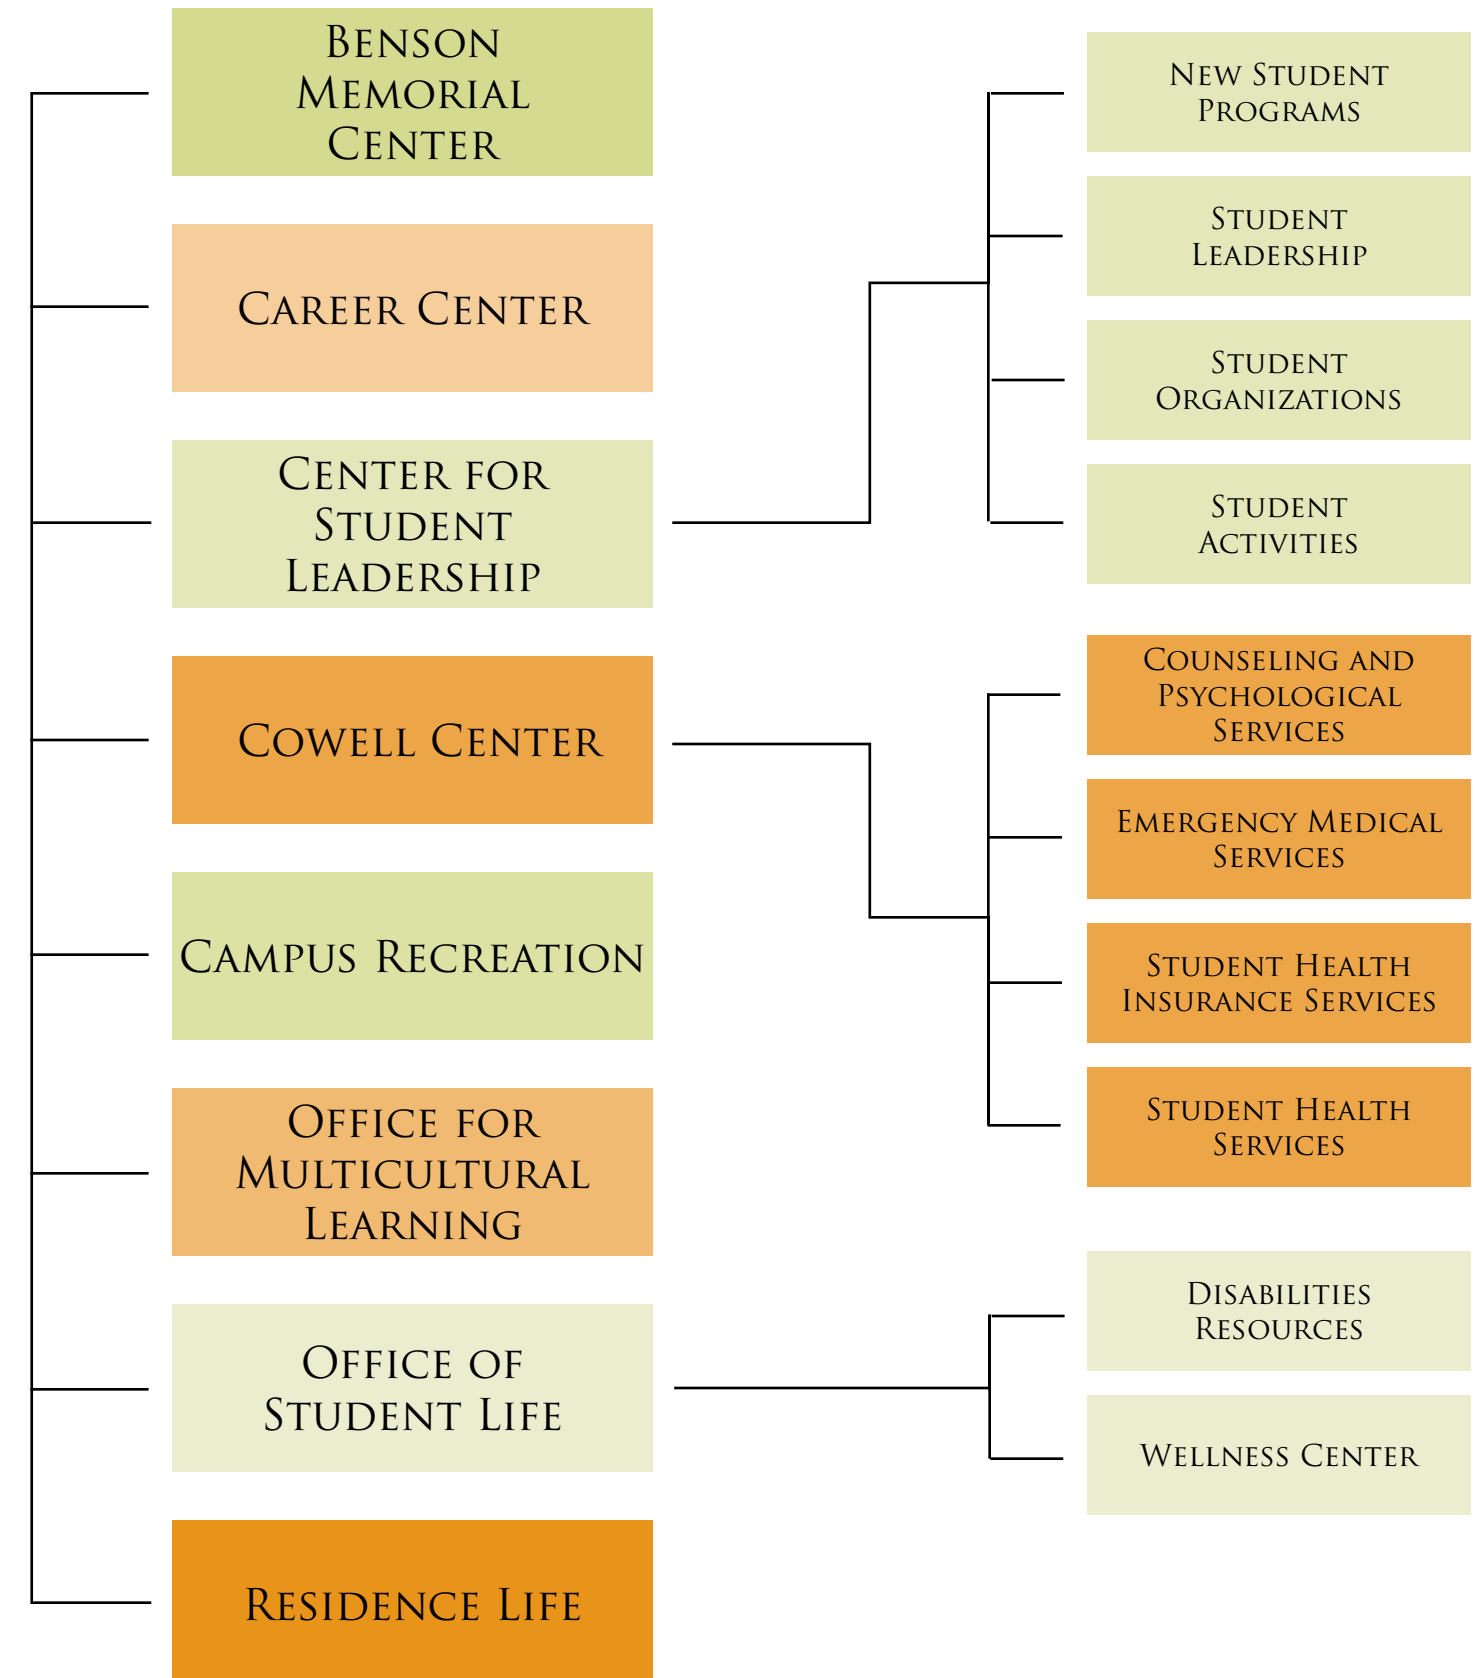 Benson
Memorial
Center
Career Center
Center for
Student
Leadership
Cowell Center
Campus Recreation
Office for
Multicultural
Learning
Office of
Student Life
Residence Life
New Student
Programs
Student
Leadership
Student
Organizations
Student
Activities
Counseling and
Psychological
Services
Emergency Medical
Services
Student Health
Insurance Services
Student Health
Services
Disabilities
Resources
Wellness Center